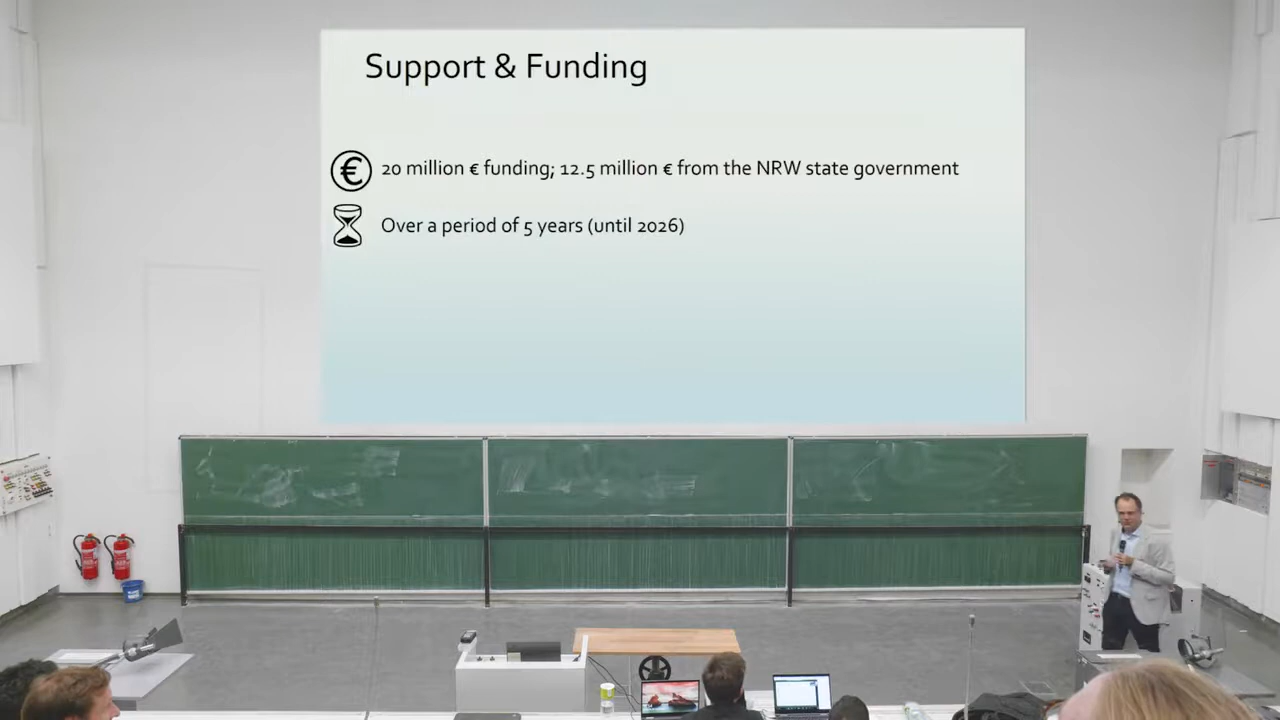 Support & Funding
€ 20 million € funding; 12.5 million € from the NRW state government
Over a period of 5 years (until 2026)